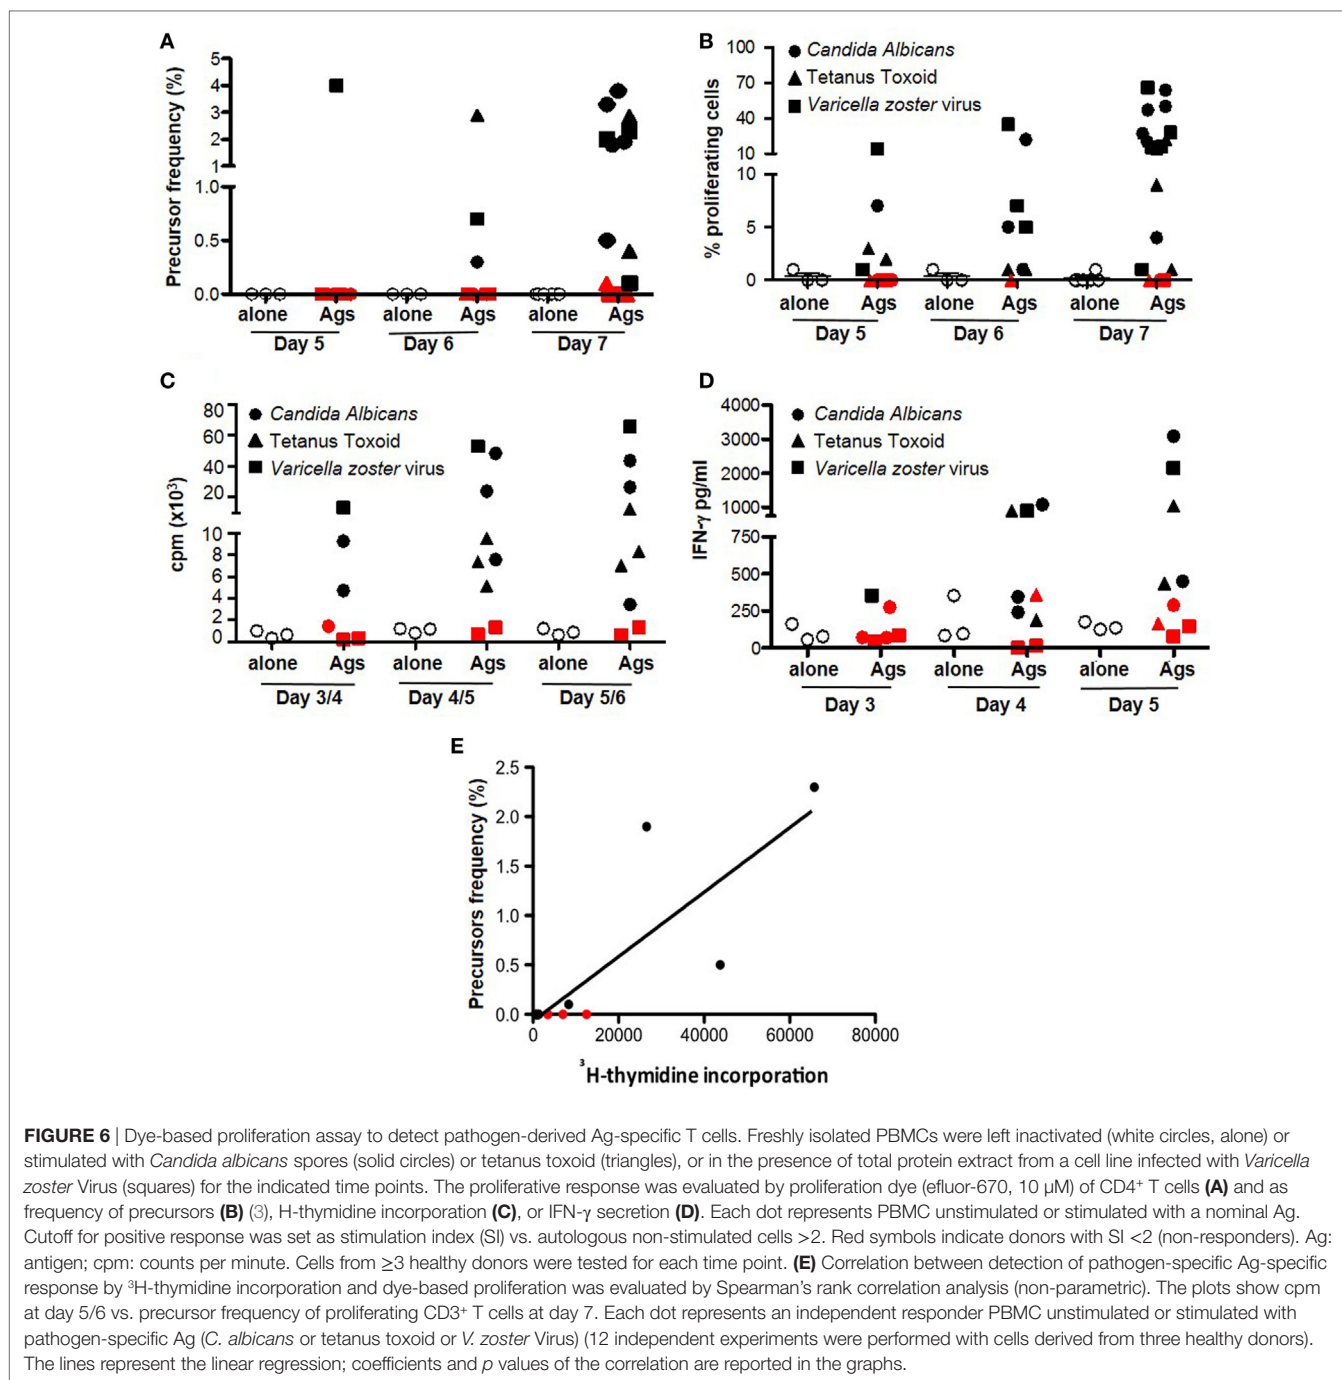 A
Precursor frequency (%)
5
4
3
2
1
1.0
0.5
0.0
alone Ags alone Ags alone Ags
Day 5 Day 6 Day 7
B
% proliferating cells
100
70
40
10
10
5
0
Candida Albicans
Tetanus Toxoid
Varicella zoster virus
alone Ags alone Ags alone Ags
Day 5 Day 6 Day 7
C
cpm (x10³)
80
60
40
20
10
8
6
4
2
0
Candida Albicans
Tetanus Toxoid
Varicella zoster virus
alone Ags alone Ags alone Ags
Day 3/4 Day 4/5 Day 5/6
D
IFN-γ pg/ml
4000
3000
2000
1000
750
500
250
0
Candida Albicans
Tetanus Toxoid
Varicella zoster virus
alone Ags alone Ags alone Ags
Day 3 Day 4 Day 5
E
Precursors frequency (%)
2.5
2.0
1.5
1.0
0.5
0.0
0 20000 40000 60000 80000
³H-thymidine incorporation
FIGURE 6 | Dye-based proliferation assay to detect pathogen-derived Ag-specific T cells. Freshly isolated PBMCs were left inactivated (white circles, alone) or
stimulated with Candida albicans spores (solid circles) or tetanus toxoid (triangles), or in the presence of total protein extract from a cell line infected with Varicella
zoster Virus (squares) for the indicated time points. The proliferative response was evaluated by proliferation dye (efluor-670, 10 μM) of CD4⁺ T cells (A) and as
frequency of precursors (B) (3), H-thymidine incorporation (C), or IFN-γ secretion (D). Each dot represents PBMC unstimulated or stimulated with a nominal Ag.
Cutoff for positive response was set as stimulation index (SI) vs. autologous non-stimulated cells >2. Red symbols indicate donors with SI <2 (non-responders). Ag:
antigen; cpm: counts per minute. Cells from ≥3 healthy donors were tested for each time point. (E) Correlation between detection of pathogen-specific Ag-specific
response by ³H-thymidine incorporation and dye-based proliferation was evaluated by Spearman's rank correlation analysis (non-parametric). The plots show cpm
at day 5/6 vs. precursor frequency of proliferating CD3⁺ T cells at day 7. Each dot represents an independent responder PBMC unstimulated or stimulated with
pathogen-specific Ag (C. albicans or tetanus toxoid or V. zoster Virus) (12 independent experiments were performed with cells derived from three healthy donors).
The lines represent the linear regression; coefficients and p values of the correlation are reported in the graphs.